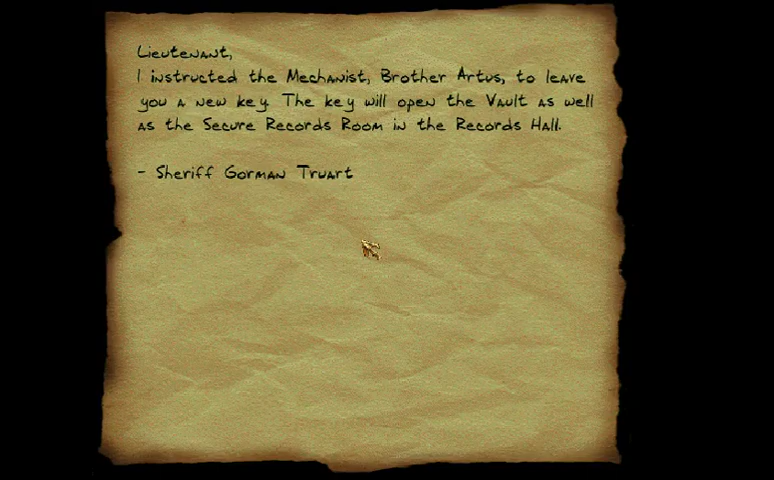 Lieutenant,
I instructed the Mechanist, Brother Artus, to leave
you a new key. The key will open the Vault as well
as the Secure Records Room in the Records Hall.
- Sheriff Gorman Truart